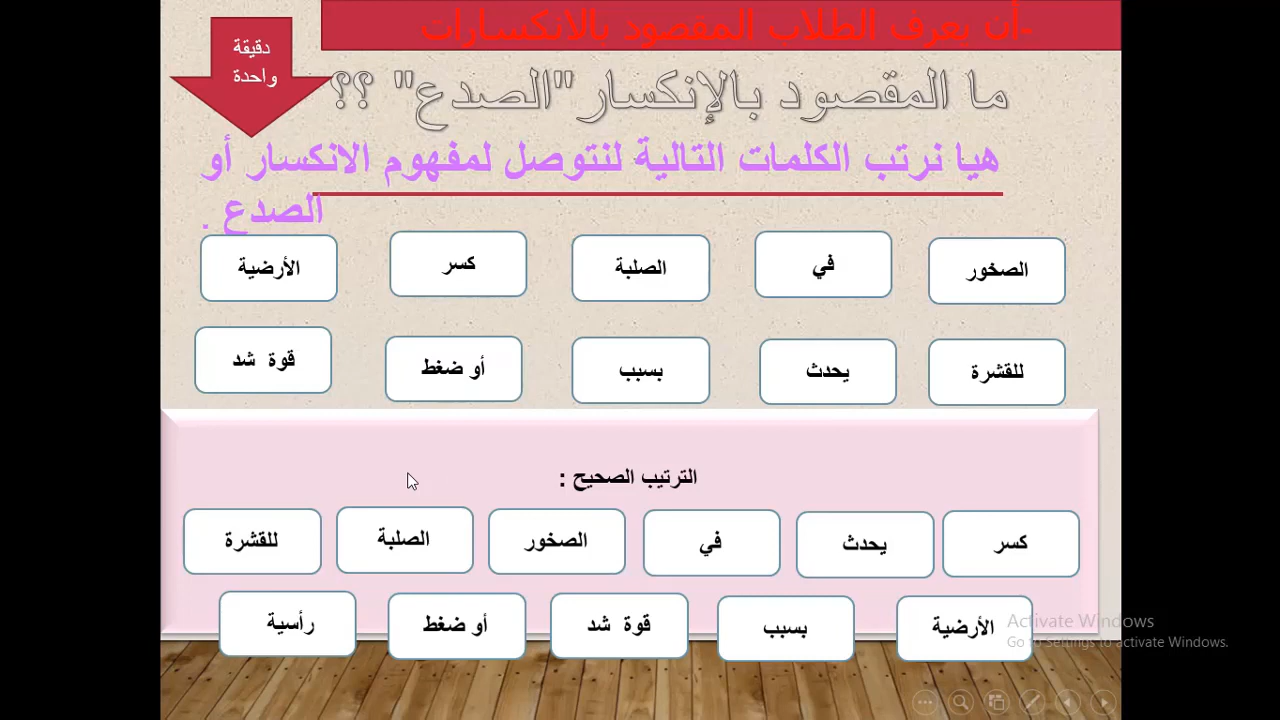 -أن يعرف الطلاب المقصود بالانكسارات
دقيقة
واحدة
ما المقصود بالإنكسار "الصدع" ؟؟
هيا نرتب الكلمات التالية لنتوصل لمفهوم الانكسار أو
الصدع .
الصخور في الصلبة كسر الأرضية
للقشرة يحدث بسبب أو ضغط قوة شد
الترتيب الصحيح :
كسر يحدث في الصخور الصلبة للقشرة
الأرضية بسبب قوة شد أو ضغط رأسية
Activate Windows
Go to Settings to activate Windows.